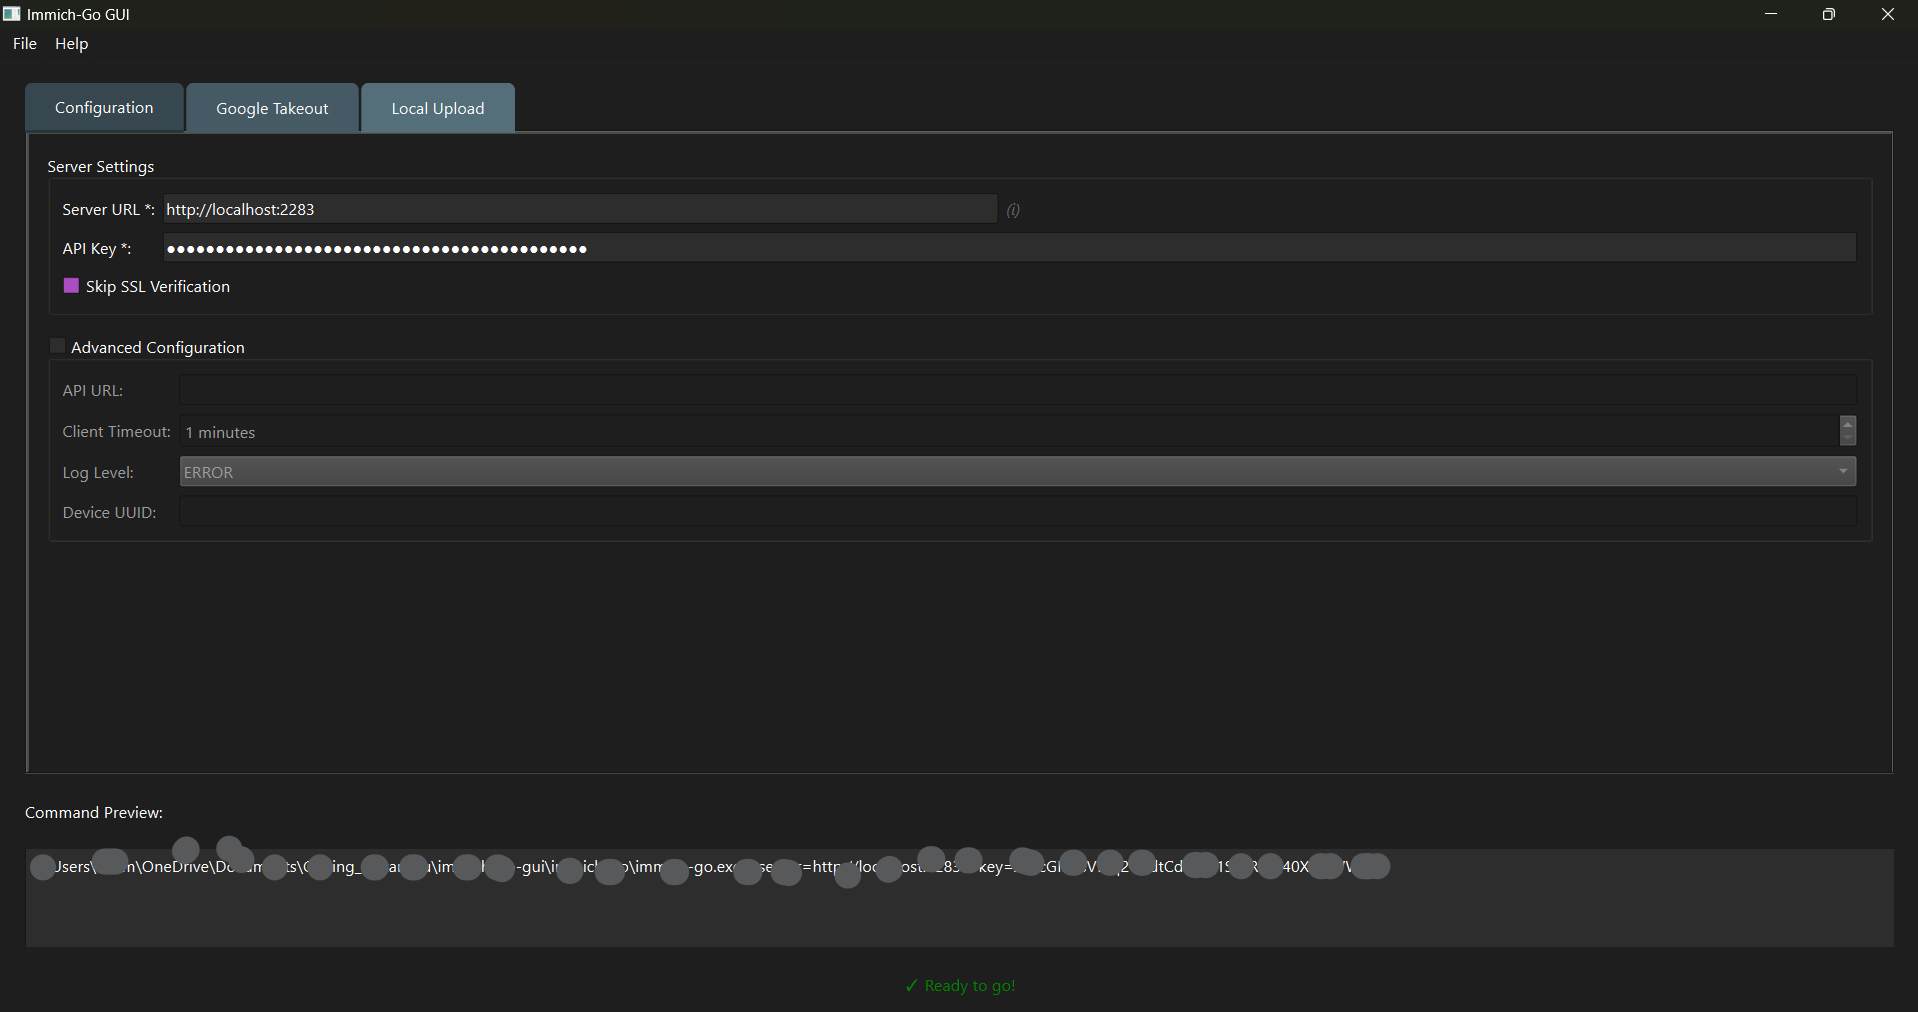 Immich-Go GUI
File Help
Configuration Google Takeout Local Upload
Server Settings
Server URL *: http://localhost:2283 (i)
API Key *: ●●●●●●●●●●●●●●●●●●●●●●●●●●●●●●●●●●●●●●●●●●●
Skip SSL Verification
Advanced Configuration
API URL:
Client Timeout: 1 minutes
Log Level: ERROR
Device UUID:
Command Preview:
✓ Ready to go!